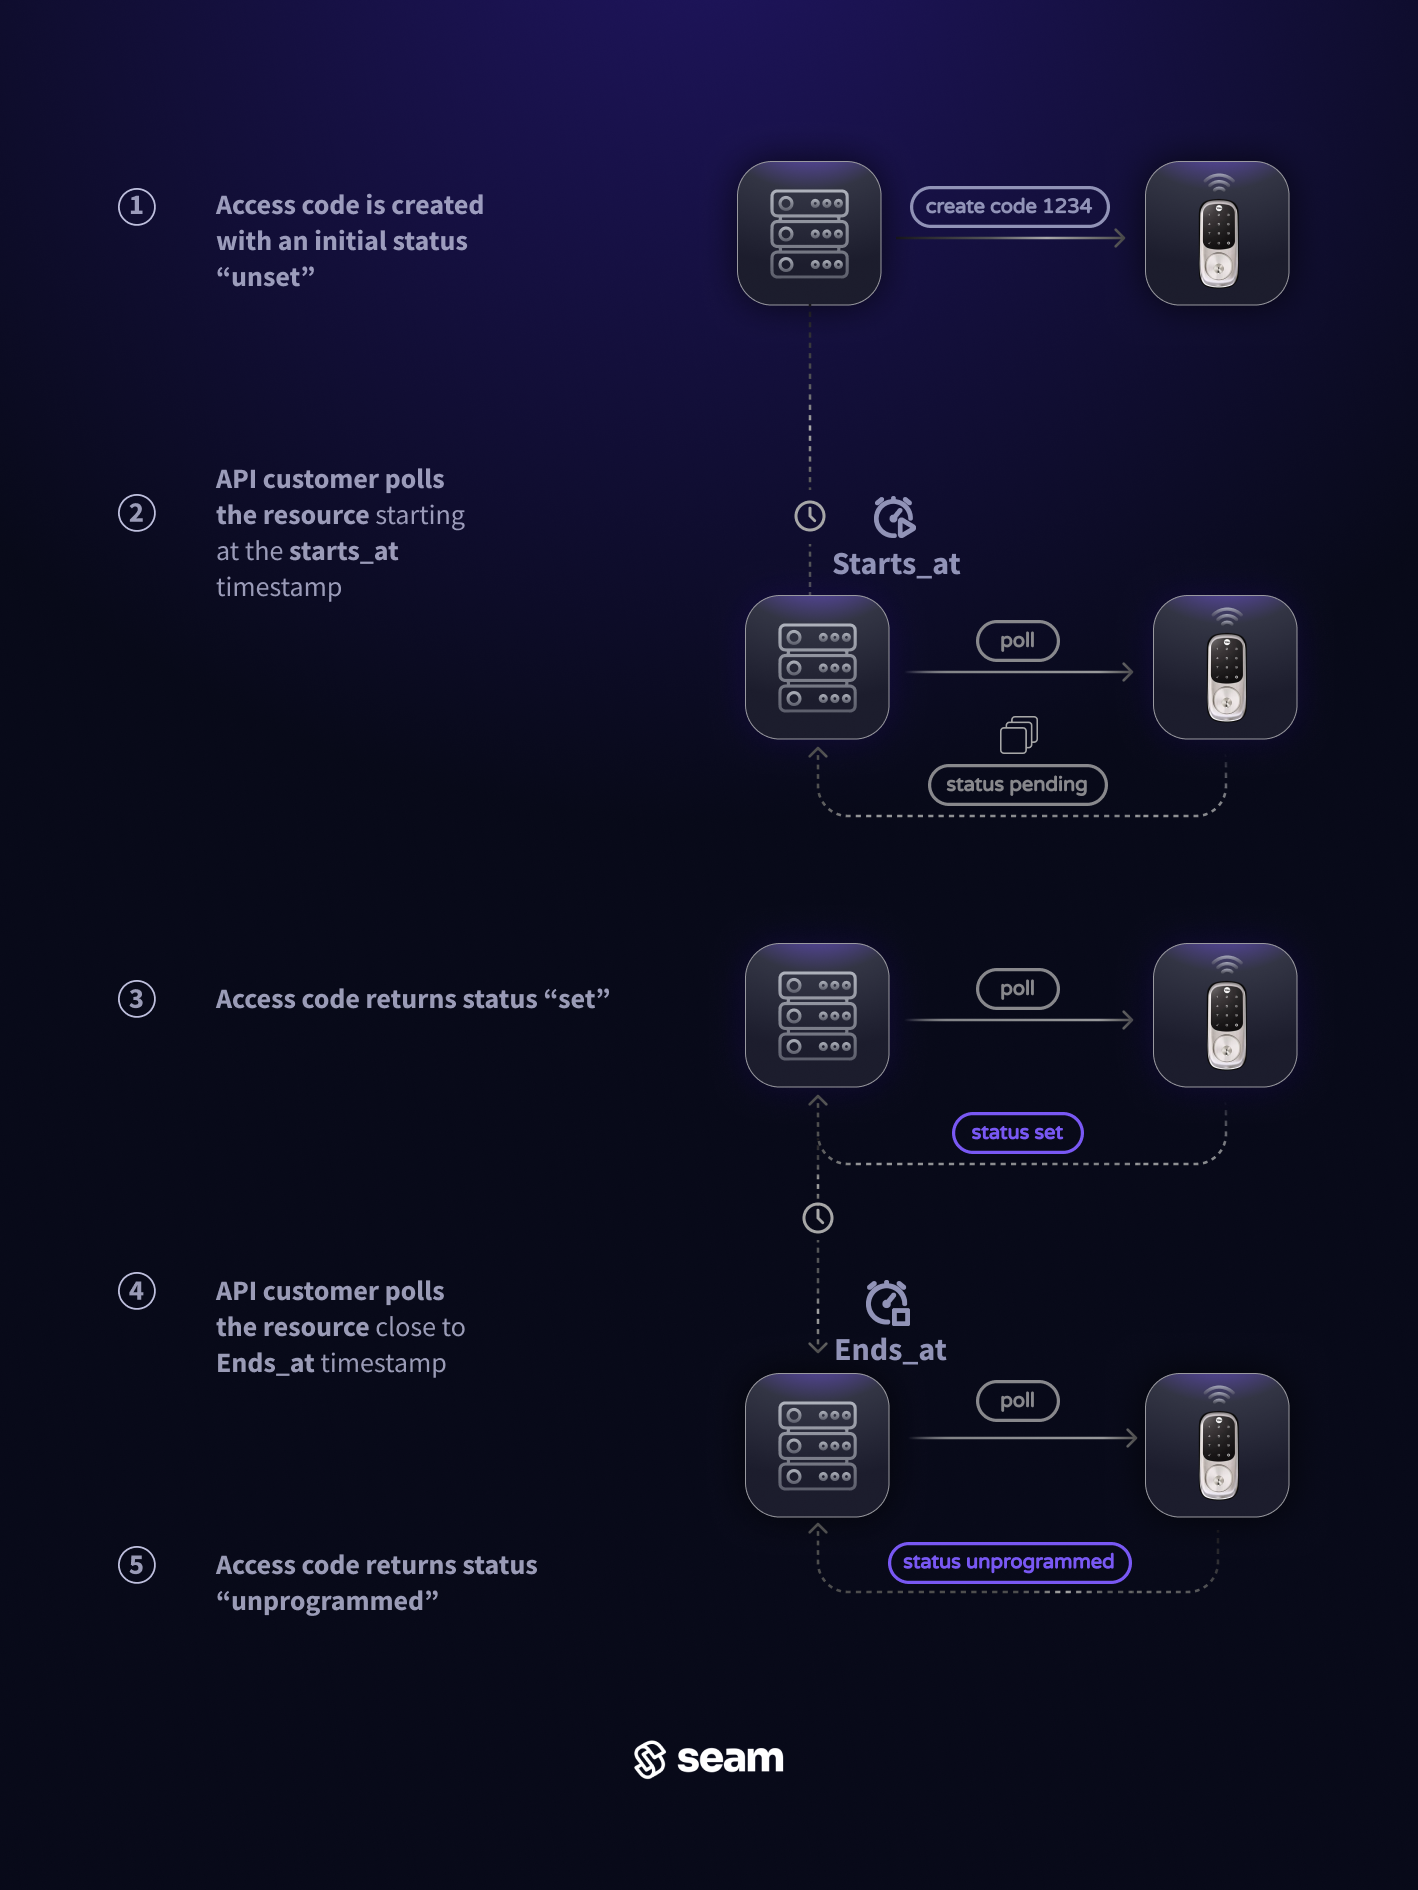 1
Access code is created
with an initial status
“unset”
create code 1234
2
API customer polls
the resource starting
at the starts_at
timestamp
Starts_at
poll
status pending
3
Access code returns status “set”
poll
status set
4
API customer polls
the resource close to
Ends_at timestamp
Ends_at
poll
5
Access code returns status
“unprogrammed”
status unprogrammed
seam